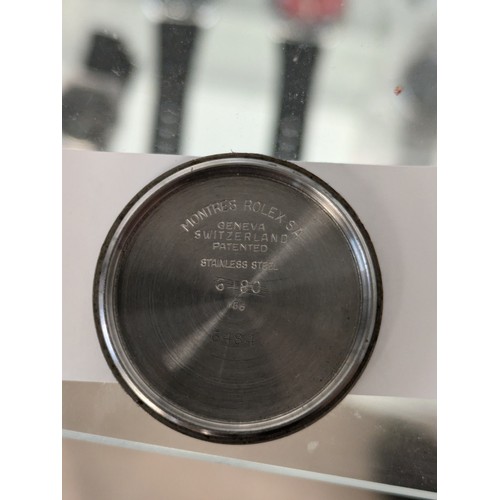 MONTRES ROLEX S.A
GENEVA
SWITZERLAND
PATENTED
STAINLESS STEEL